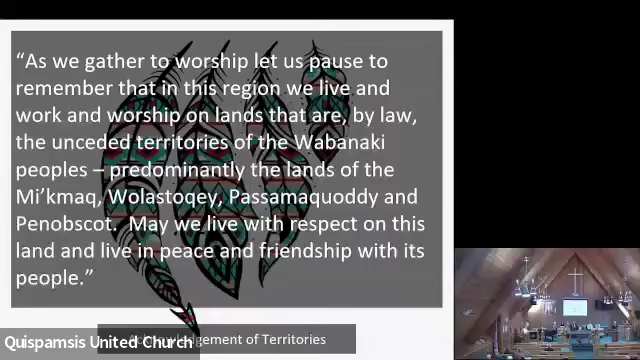 “As we gather to worship let us pause to
remember that in this region we live and
work and worship on lands that are, by law,
the unceded territories of the Wabanaki
peoples – predominantly the lands of the
Mi’kmaq, Wolastoqey, Passamaquoddy and
Penobscot.  May we live with respect on this
land and live in peace and friendship with its
people.”
Quispamsis United Church
of Territories